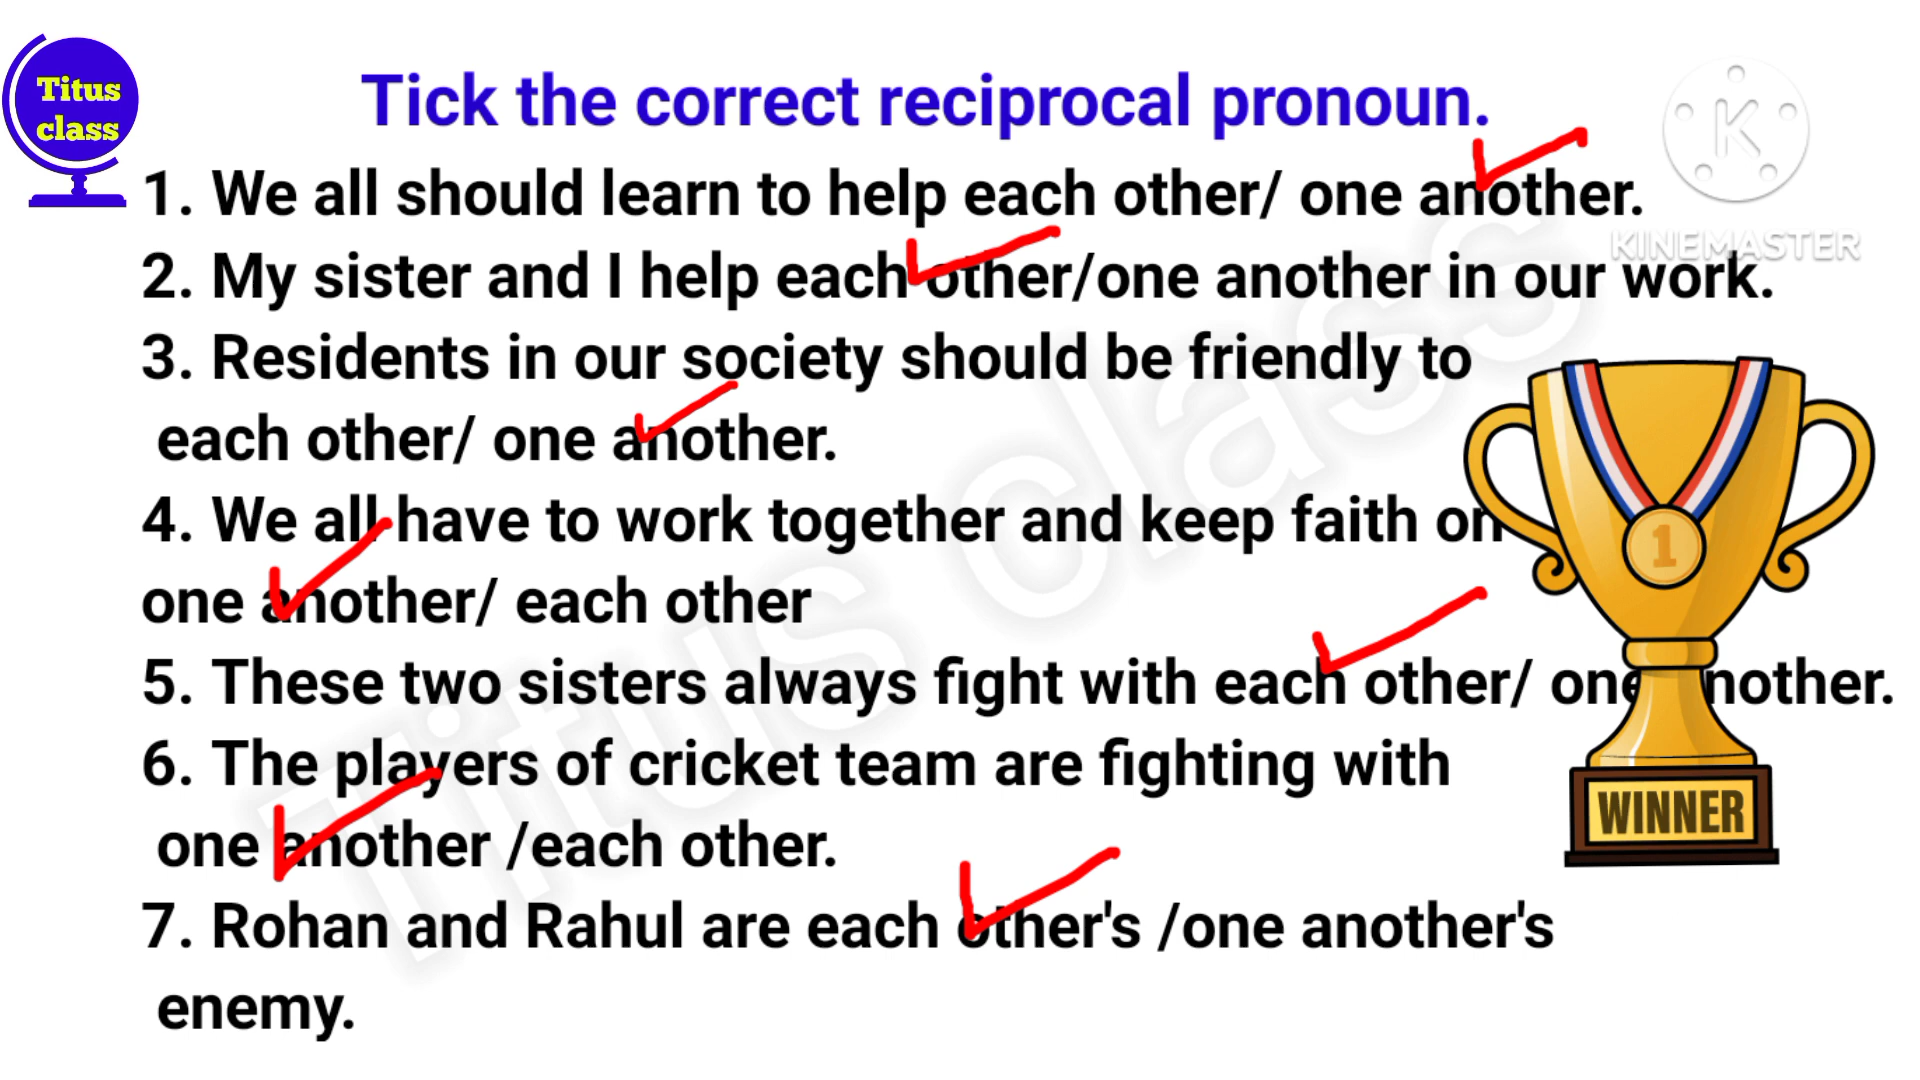 Titus
class
Tick the correct reciprocal pronoun.
1. We all should learn to help each other/ one another.
KINEMASTER
2. My sister and I help each other/one another in our work.
3. Residents in our society should be friendly to
each other/ one another.
4. We all have to work together and keep faith on
one another/ each other
5. These two sisters always fight with each other/ one another.
6. The players of cricket team are fighting with
one another /each other.
7. Rohan and Rahul are each other's /one another's
enemy.
1
WINNER
Titus class